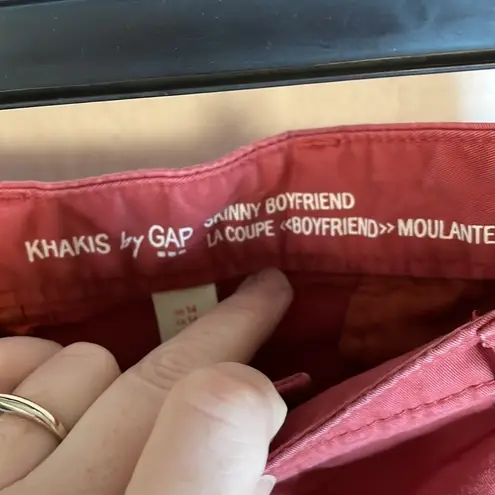 KHAKIS by GAP
SKINNY BOYFRIEND
LA COUPE «BOYFRIEND» MOULANTE